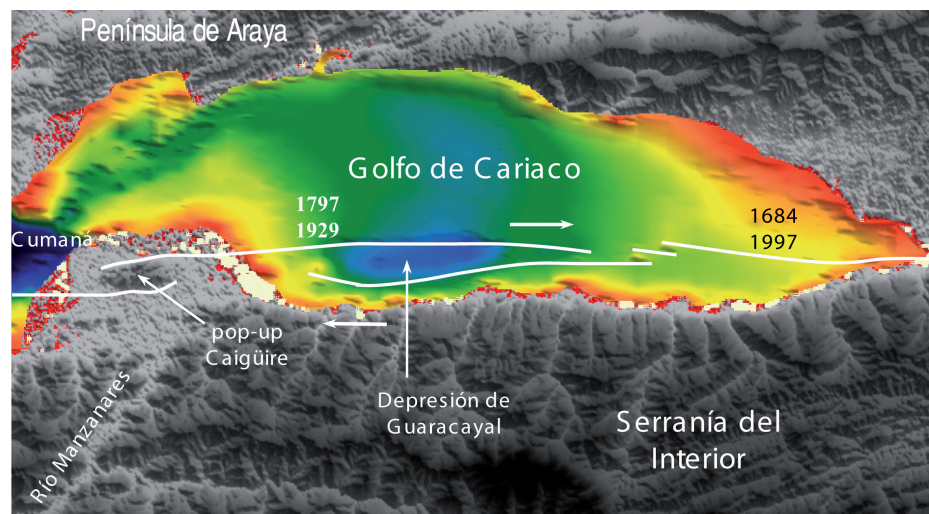 Península de Araya
Golfo de Cariaco
1797
1929
1684
1997
Cumaná
pop-up
Caigüire
Depresión de
Guaracayal
Río Manzanares
Serranía del
Interior